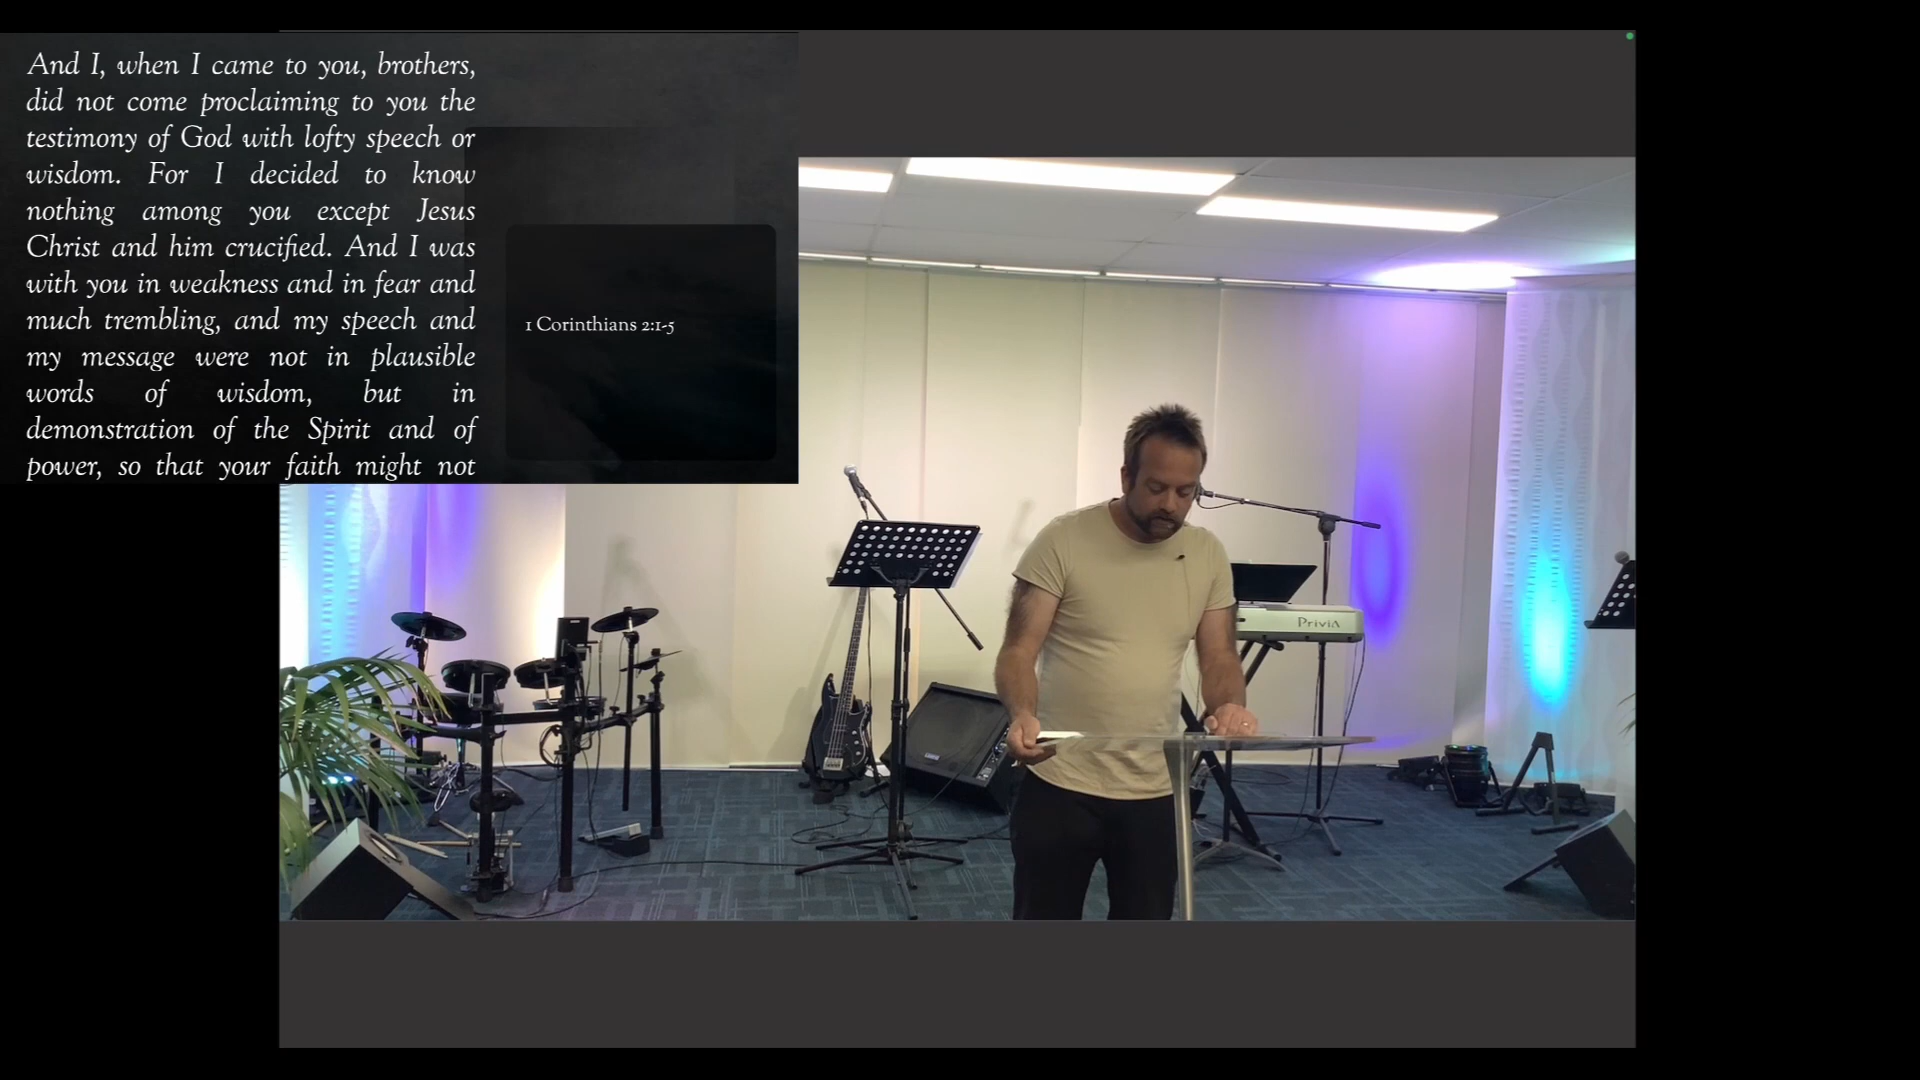 And I, when I came to you, brothers,
did not come proclaiming to you the
testimony of God with lofty speech or
wisdom. For I decided to know
nothing among you except Jesus
Christ and him crucified. And I was
with you in weakness and in fear and
much trembling, and my speech and
my message were not in plausible
words of wisdom, but in
demonstration of the Spirit and of
power, so that your faith might not
1 Corinthians 2:1-5
Privia